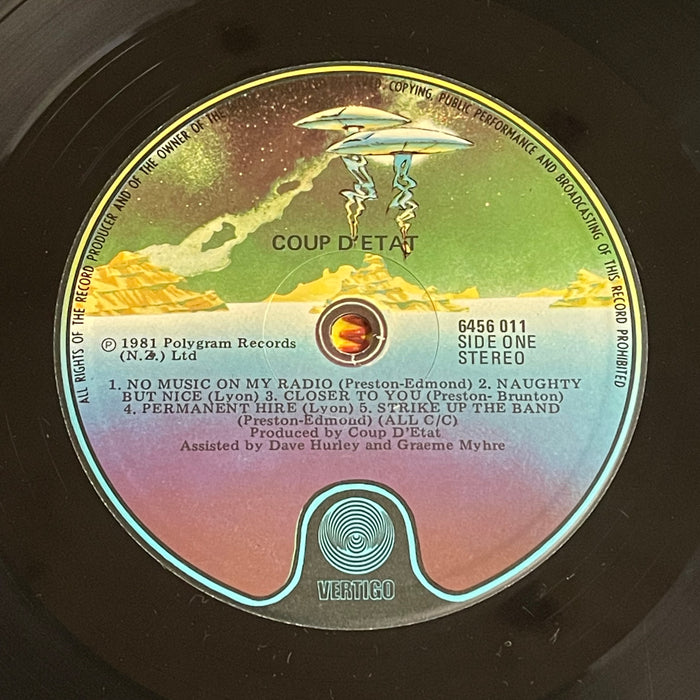 ALL RIGHTS OF THE RECORD PRODUCER AND OF THE OWNER OF THE
COPYING, PUBLIC PERFORMANCE AND BROADCASTING OF THIS RECORD PROHIBITED
COUP D'ETAT
6456 011
SIDE ONE
STEREO
Ⓟ 1981 Polygram Records
(N.Z.) Ltd
1. NO MUSIC ON MY RADIO (Preston-Edmond) 2. NAUGHTY
BUT NICE (Lyon) 3. CLOSER TO YOU (Preston- Brunton)
4. PERMANENT HIRE (Lyon) 5. STRIKE UP THE BAND
(Preston-Edmond) (ALL C/C)
Produced by Coup D'Etat
Assisted by Dave Hurley and Graeme Myhre
VERTIGO